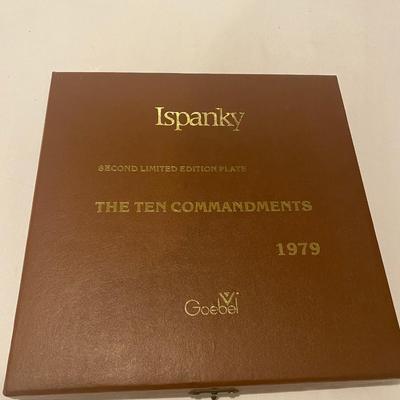 Ispanky
SECOND LIMITED EDITION PLATE
THE TEN COMMANDMENTS
1979
Goebel